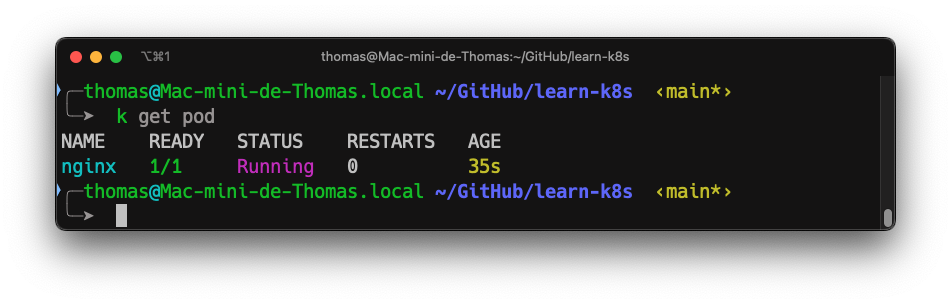 ⌥⌘1 thomas@Mac-mini-de-Thomas:~/GitHub/learn-k8s
thomas@Mac-mini-de-Thomas.local ~/GitHub/learn-k8s ‹main*›
k get pod
NAME READY STATUS RESTARTS AGE
nginx 1/1 Running 0 35s
thomas@Mac-mini-de-Thomas.local ~/GitHub/learn-k8s ‹main*›